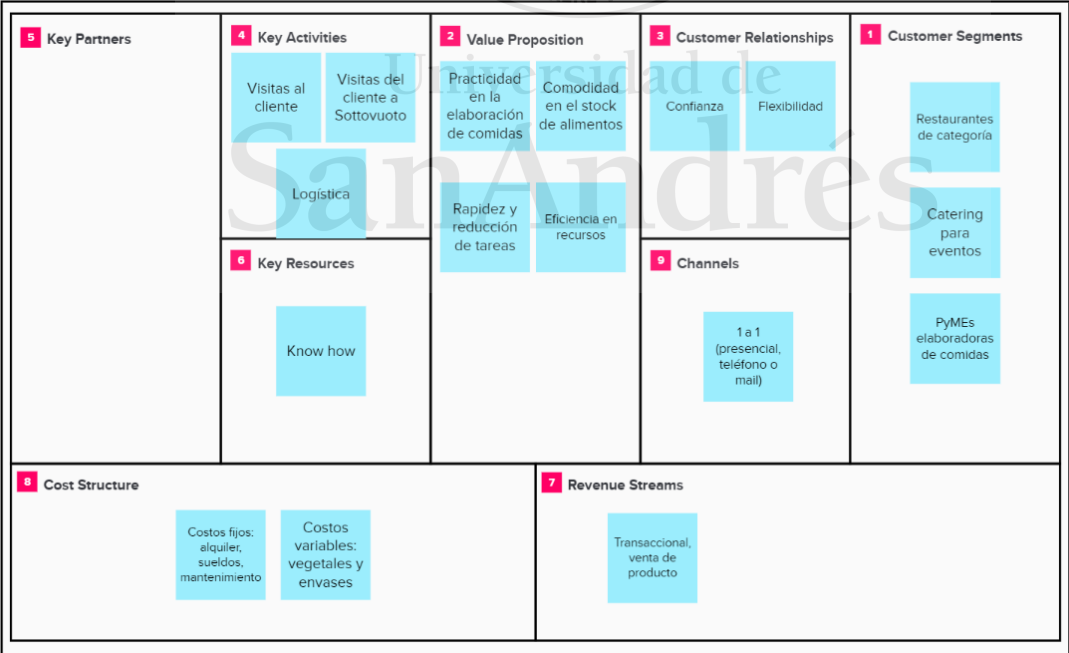 5 Key Partners
4 Key Activities
Visitas al
cliente
Visitas del
cliente a
Sottovuoto
Logística
2 Value Proposition
Practicidad
en la
elaboración
de comidas
Comodidad
en el stock
de alimentos
Rapidez y
reducción
de tareas
Eficiencia en
recursos
3 Customer Relationships
Confianza
Flexibilidad
1 Customer Segments
Restaurantes
de categoría
Catering
para
eventos
PyMEs
elaboradoras
de comidas
6 Key Resources
Know how
9 Channels
1 a 1
(presencial,
teléfono o
mail)
8 Cost Structure
Costos fijos:
alquiler,
sueldos,
mantenimiento
Costos
variables:
vegetales y
envases
7 Revenue Streams
Transaccional,
venta de
producto
Universidad de
SanAndrés